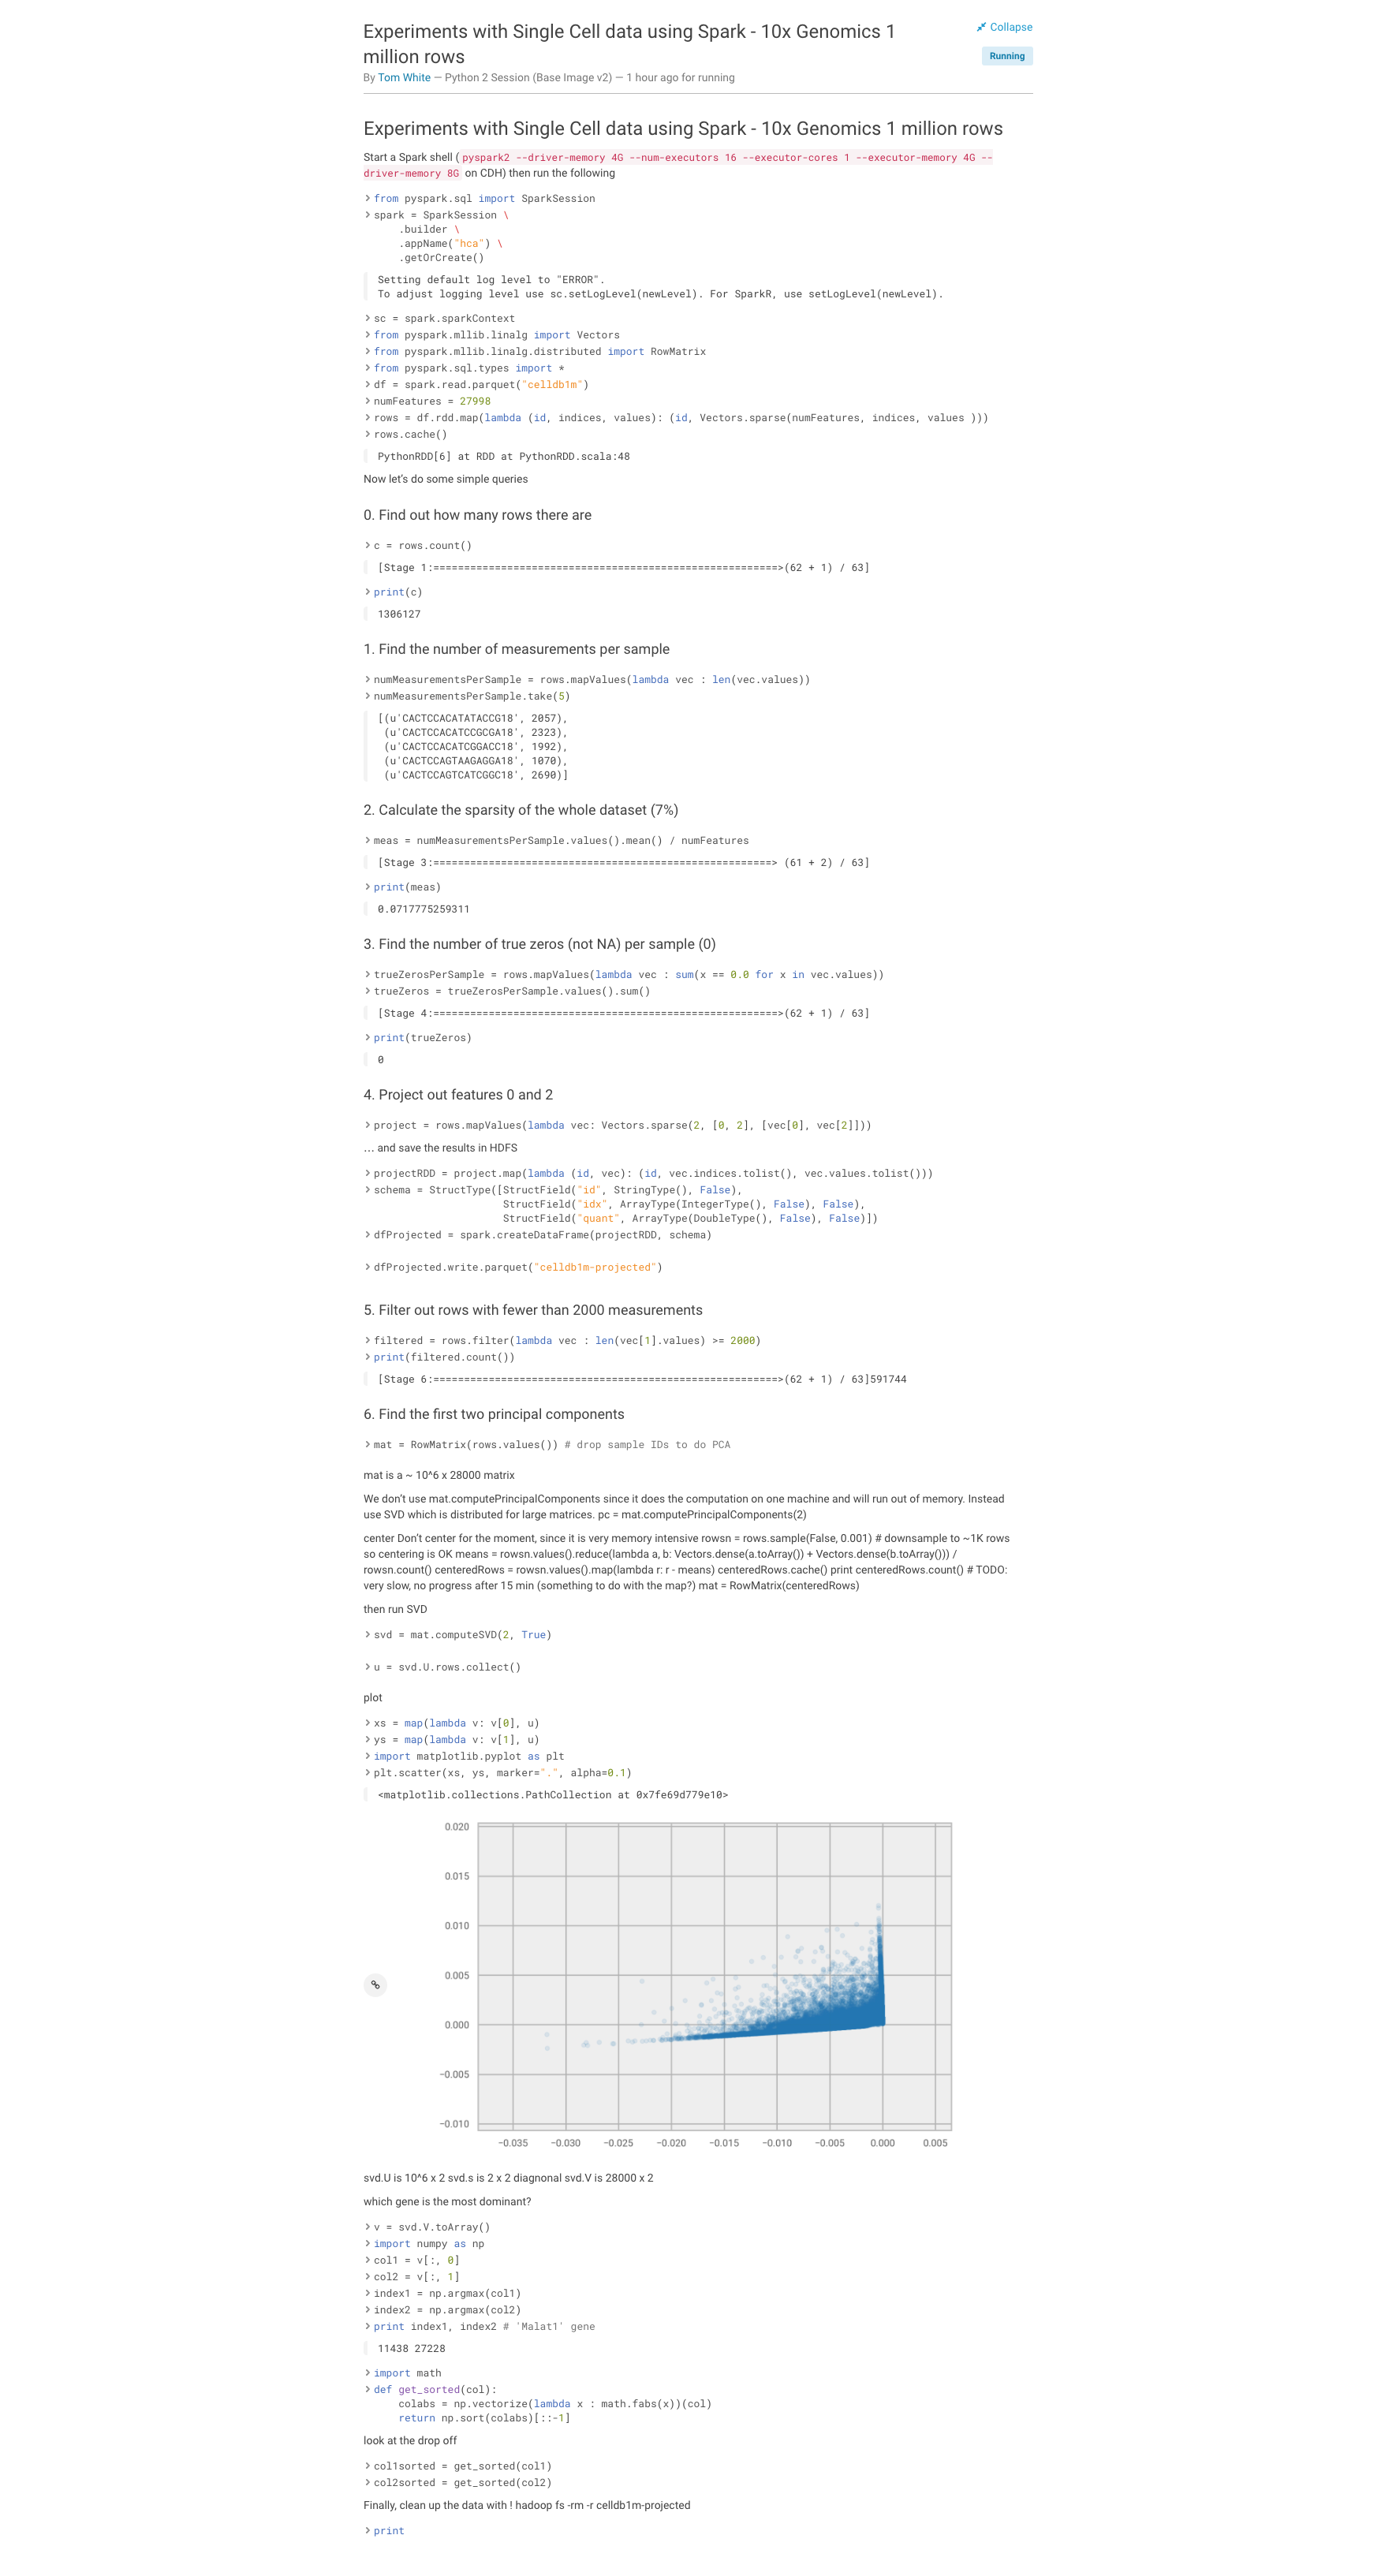 Experiments with Single Cell data using Spark - 10x Genomics 1
million rows
Collapse
Running
By Tom White — Python 2 Session (Base Image v2) — 1 hour ago for running
Experiments with Single Cell data using Spark - 10x Genomics 1 million rows
Start a Spark shell ( pyspark2 --driver-memory 4G --num-executors 16 --executor-cores 1 --executor-memory 4G --
driver-memory 8G on CDH) then run the following
from pyspark.sql import SparkSession
spark = SparkSession \
.builder \
.appName("hca") \
.getOrCreate()
Setting default log level to "ERROR".
To adjust logging level use sc.setLogLevel(newLevel). For SparkR, use setLogLevel(newLevel).
sc = spark.sparkContext
from pyspark.mllib.linalg import Vectors
from pyspark.mllib.linalg.distributed import RowMatrix
from pyspark.sql.types import *
df = spark.read.parquet("celldb1m")
numFeatures = 27998
rows = df.rdd.map(lambda (id, indices, values): (id, Vectors.sparse(numFeatures, indices, values )))
rows.cache()
PythonRDD[6] at RDD at PythonRDD.scala:48
Now let's do some simple queries
0. Find out how many rows there are
c = rows.count()
[Stage 1:========================================================>(62 + 1) / 63]
print(c)
1306127
1. Find the number of measurements per sample
numMeasurementsPerSample = rows.mapValues(lambda vec : len(vec.values))
numMeasurementsPerSample.take(5)
[(u'CACTCCACATATACCG18', 2057),
(u'CACTCCACATCCGCGA18', 2323),
(u'CACTCCACATCGGACC18', 1992),
(u'CACTCCAGTAAGAGGA18', 1070),
(u'CACTCCAGTCATCGGC18', 2690)]
2. Calculate the sparsity of the whole dataset (7%)
meas = numMeasurementsPerSample.values().mean() / numFeatures
[Stage 3:=======================================================> (61 + 2) / 63]
print(meas)
0.0717775259311
3. Find the number of true zeros (not NA) per sample (0)
trueZerosPerSample = rows.mapValues(lambda vec : sum(x == 0.0 for x in vec.values))
trueZeros = trueZerosPerSample.values().sum()
[Stage 4:========================================================>(62 + 1) / 63]
print(trueZeros)
0
4. Project out features 0 and 2
project = rows.mapValues(lambda vec: Vectors.sparse(2, [0, 2], [vec[0], vec[2]]))
… and save the results in HDFS
projectRDD = project.map(lambda (id, vec): (id, vec.indices.tolist(), vec.values.tolist()))
schema = StructType([StructField("id", StringType(), False),
StructField("idx", ArrayType(IntegerType(), False), False),
StructField("quant", ArrayType(DoubleType(), False), False)])
dfProjected = spark.createDataFrame(projectRDD, schema)
dfProjected.write.parquet("celldb1m-projected")
5. Filter out rows with fewer than 2000 measurements
filtered = rows.filter(lambda vec : len(vec[1].values) >= 2000)
print(filtered.count())
[Stage 6:========================================================>(62 + 1) / 63]591744
6. Find the first two principal components
mat = RowMatrix(rows.values()) # drop sample IDs to do PCA
mat is a ~ 10^6 x 28000 matrix
We don't use mat.computePrincipalComponents since it does the computation on one machine and will run out of memory. Instead
use SVD which is distributed for large matrices. pc = mat.computePrincipalComponents(2)
center Don't center for the moment, since it is very memory intensive rowsn = rows.sample(False, 0.001) # downsample to ~1K rows
so centering is OK means = rowsn.values().reduce(lambda a, b: Vectors.dense(a.toArray()) + Vectors.dense(b.toArray())) /
rowsn.count() centeredRows = rowsn.values().map(lambda r: r - means) centeredRows.cache() print centeredRows.count() # TODO:
very slow, no progress after 15 min (something to do with the map?) mat = RowMatrix(centeredRows)
then run SVD
svd = mat.computeSVD(2, True)
u = svd.U.rows.collect()
plot
xs = map(lambda v: v[0], u)
ys = map(lambda v: v[1], u)
import matplotlib.pyplot as plt
plt.scatter(xs, ys, marker=".", alpha=0.1)
<matplotlib.collections.PathCollection at 0x7fe69d779e10>
0.020
0.015
0.010
0.005
0.000
−0.005
−0.010
−0.035 −0.030 −0.025 −0.020 −0.015 −0.010 −0.005 0.000 0.005
svd.U is 10^6 x 2 svd.s is 2 x 2 diagnonal svd.V is 28000 x 2
which gene is the most dominant?
v = svd.V.toArray()
import numpy as np
col1 = v[:, 0]
col2 = v[:, 1]
index1 = np.argmax(col1)
index2 = np.argmax(col2)
print index1, index2 # `Malat1` gene
11438 27228
import math
def get_sorted(col):
colabs = np.vectorize(lambda x : math.fabs(x))(col)
return np.sort(colabs)[::-1]
look at the drop off
col1sorted = get_sorted(col1)
col2sorted = get_sorted(col2)
Finally, clean up the data with ! hadoop fs -rm -r celldb1m-projected
print